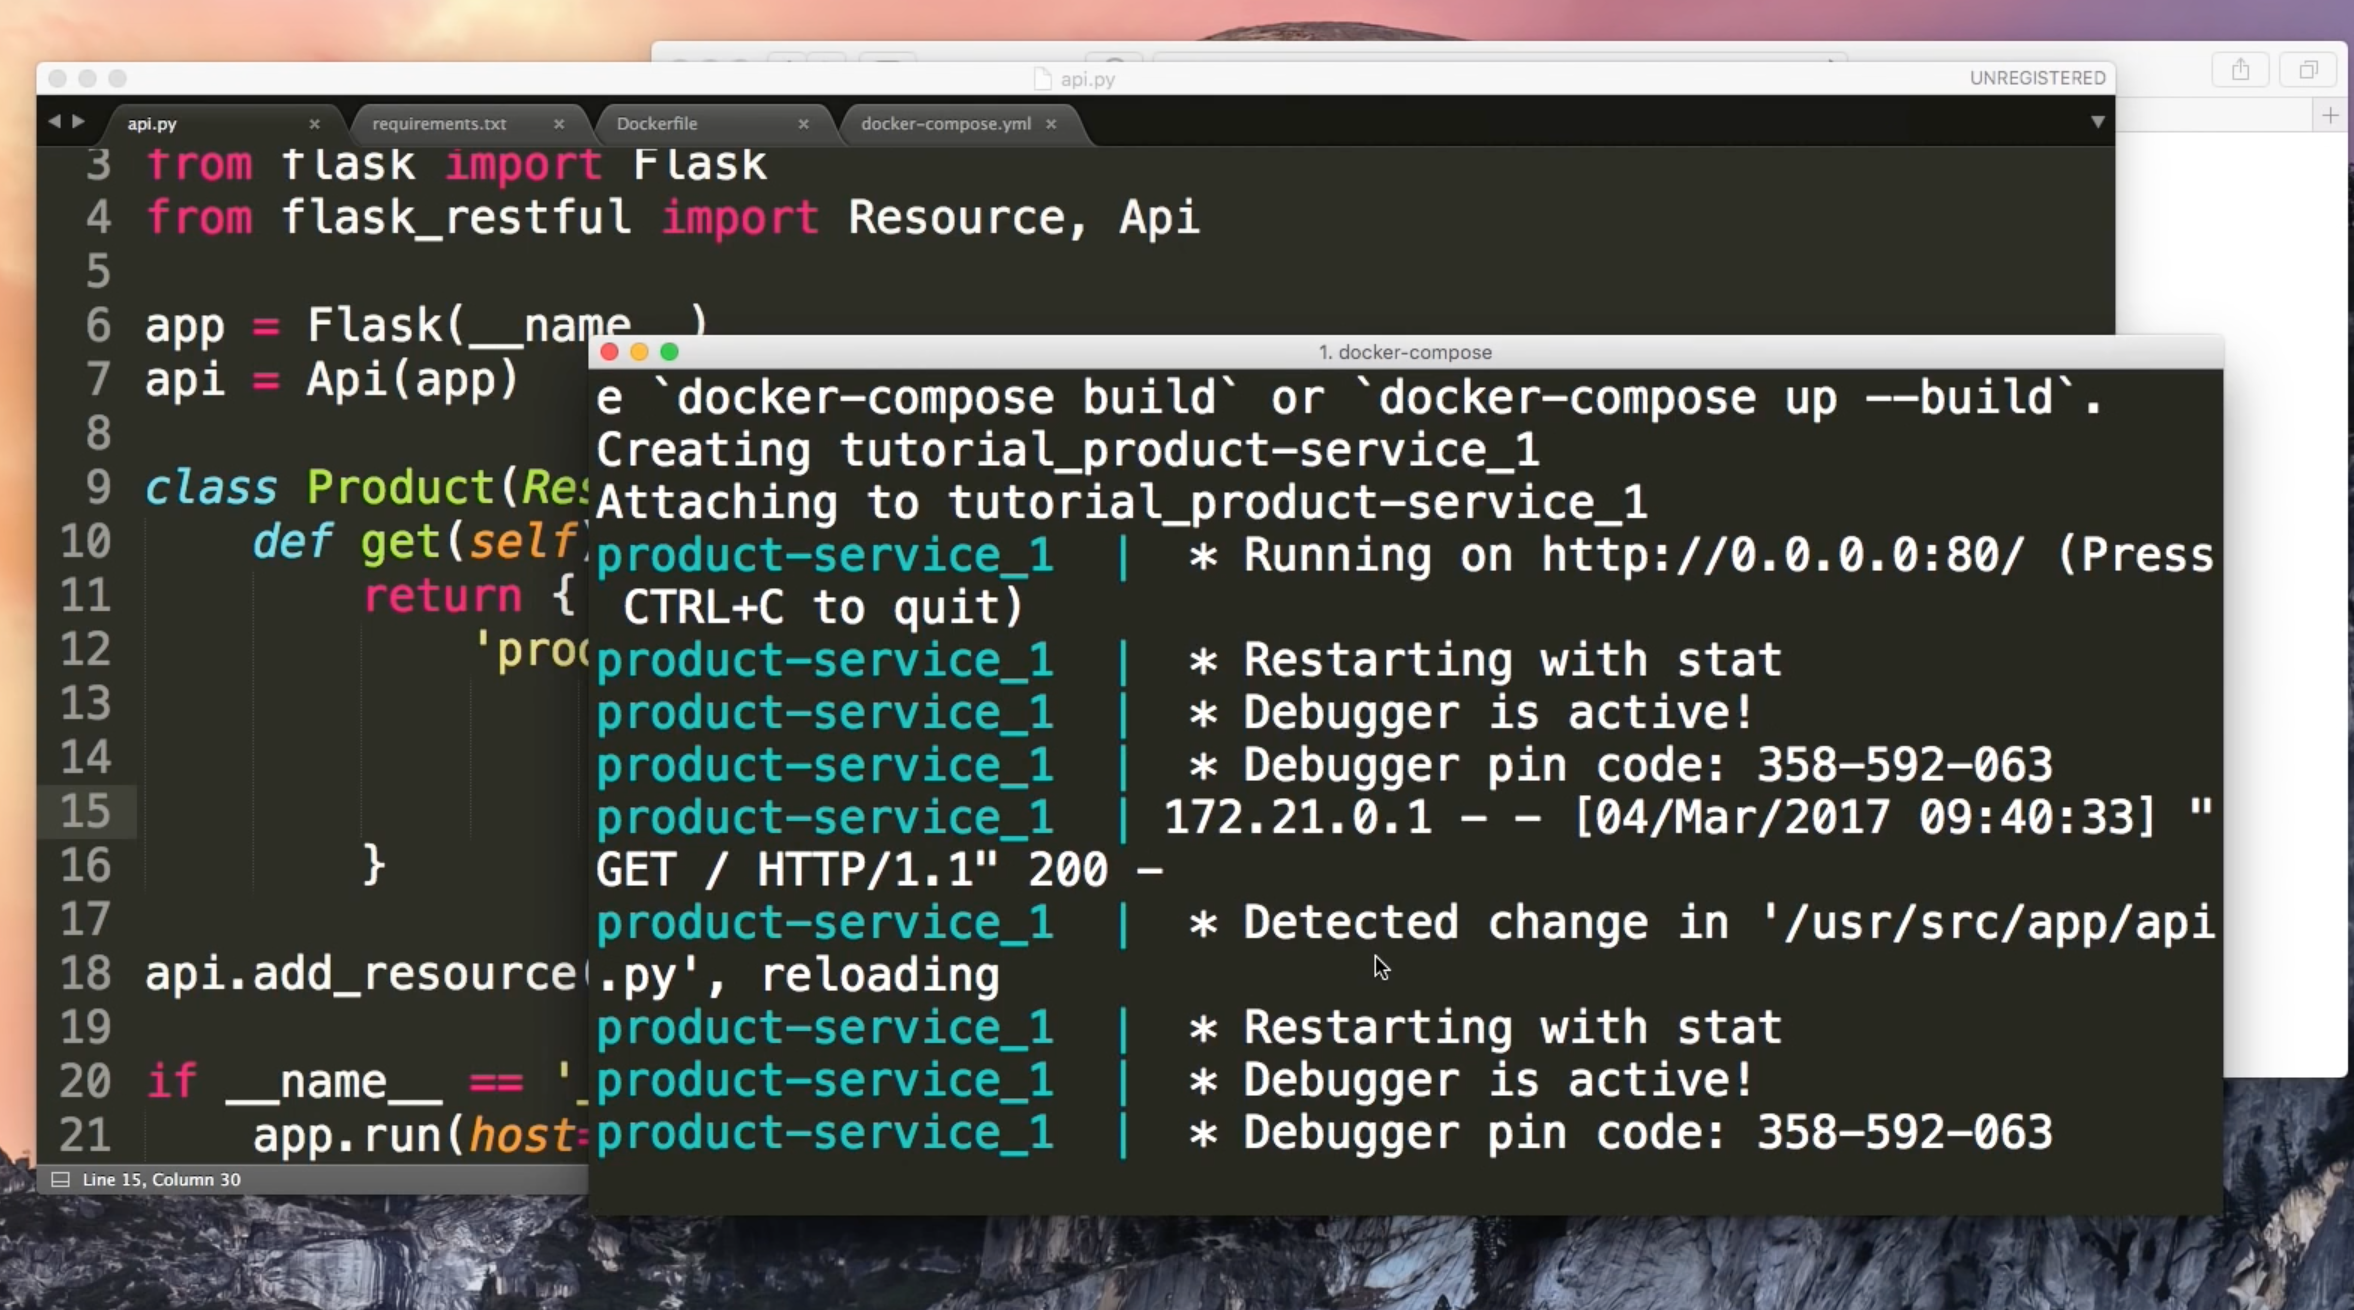 api.py
UNREGISTERED
api.py
requirements.txt
Dockerfile
docker-compose.yml
3 from flask import Flask
4 from flask_restful import Resource, Api
5
6 app = Flask(__name__)
7 api = Api(app)
8
9 class Product(Res
10 def get(self)
11 return {
12 'prod
13
14
15
16 }
17
18 api.add_resource(
19
20 if __name__ == '_
21 app.run(host=
Line 15, Column 30
1. docker-compose
e `docker-compose build` or `docker-compose up --build`.
Creating tutorial_product-service_1
Attaching to tutorial_product-service_1
product-service_1 | * Running on http://0.0.0.0:80/ (Press
CTRL+C to quit)
product-service_1 | * Restarting with stat
product-service_1 | * Debugger is active!
product-service_1 | * Debugger pin code: 358-592-063
product-service_1 | 172.21.0.1 - - [04/Mar/2017 09:40:33] "
GET / HTTP/1.1" 200 -
product-service_1 | * Detected change in '/usr/src/app/api
.py', reloading
product-service_1 | * Restarting with stat
product-service_1 | * Debugger is active!
product-service_1 | * Debugger pin code: 358-592-063